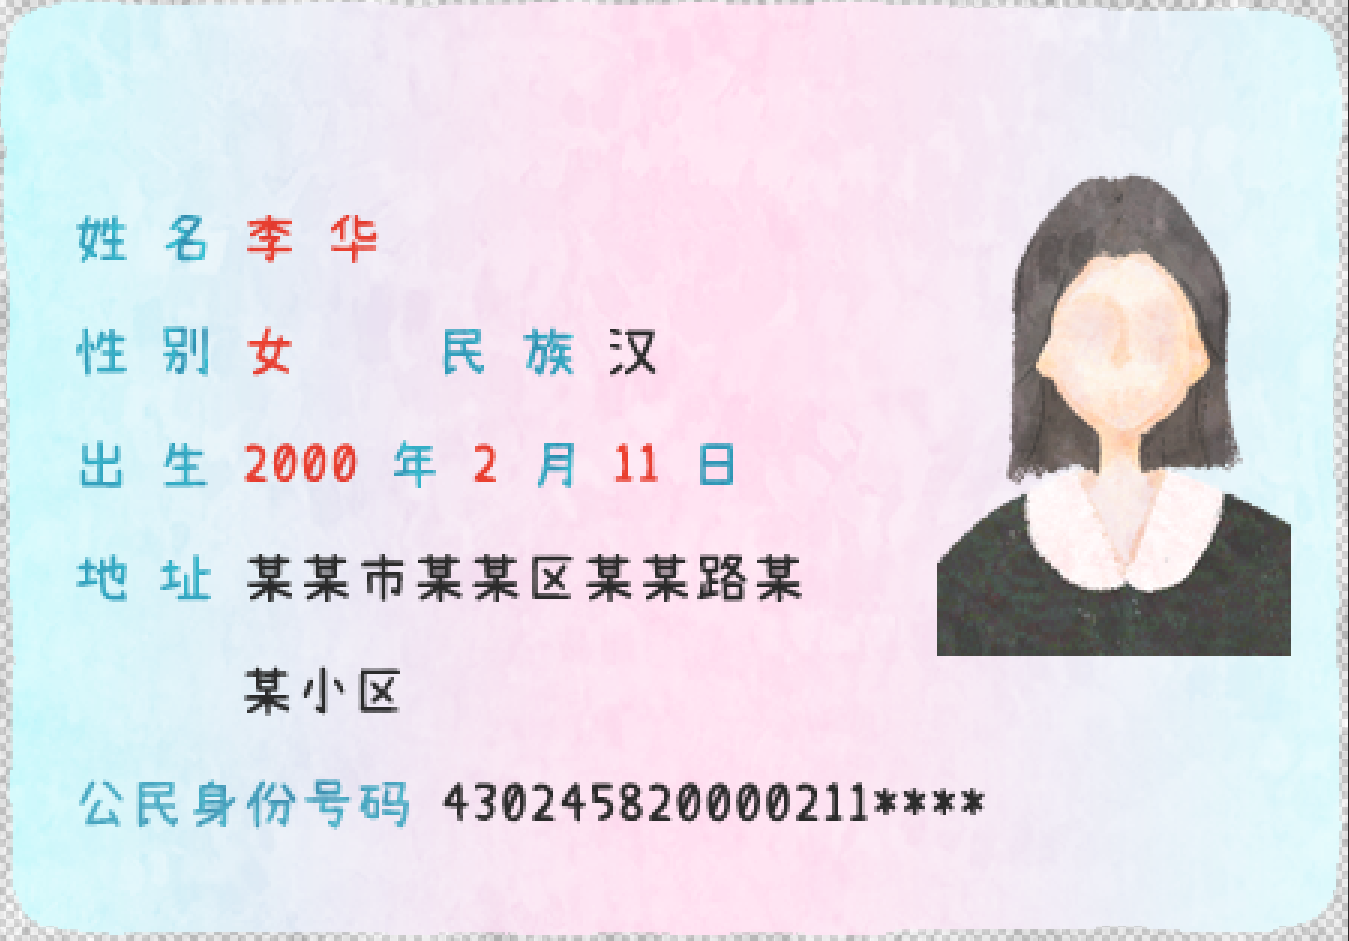 姓 名 李 华
性 别 女 民 族 汉
出 生 2000 年 2 月 11 日
地 址 某某市某某区某某路某
某小区
公民身份号码 430245820000211****